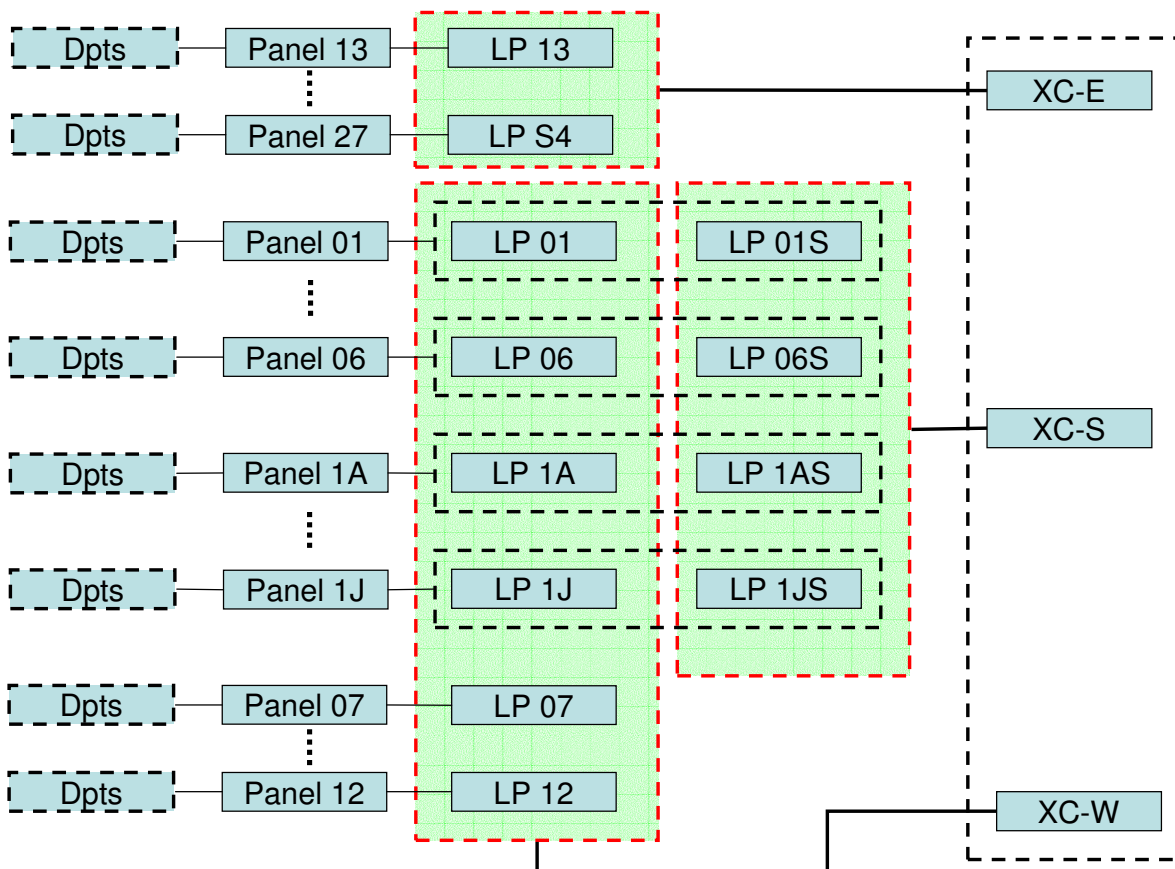 Dpts Panel 13 LP 13
XC-E
Dpts Panel 27 LP S4
Dpts Panel 01 LP 01 LP 01S
Dpts Panel 06 LP 06 LP 06S
XC-S
Dpts Panel 1A LP 1A LP 1AS
Dpts Panel 1J LP 1J LP 1JS
Dpts Panel 07 LP 07
Dpts Panel 12 LP 12
XC-W